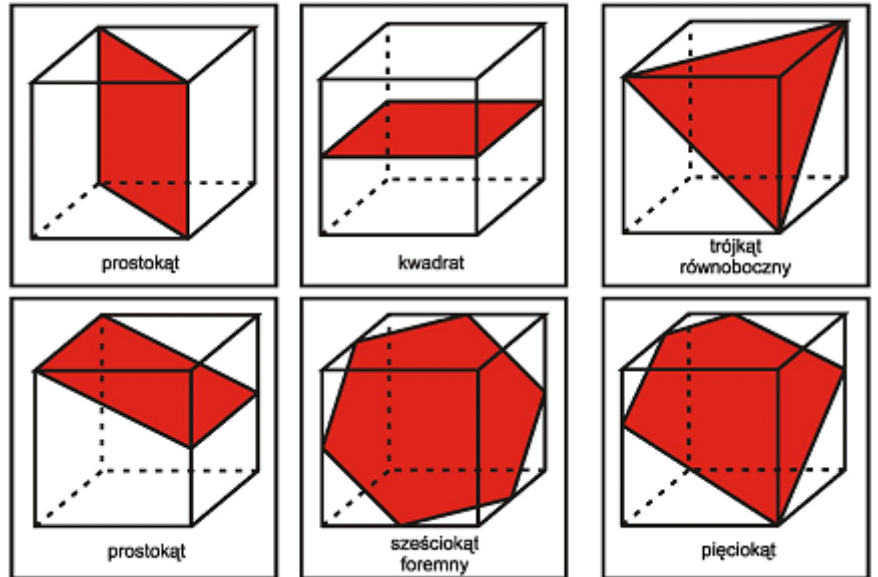 prostokąt
kwadrat
trójkąt
równoboczny
prostokąt
sześciokąt
foremny
pięciokąt